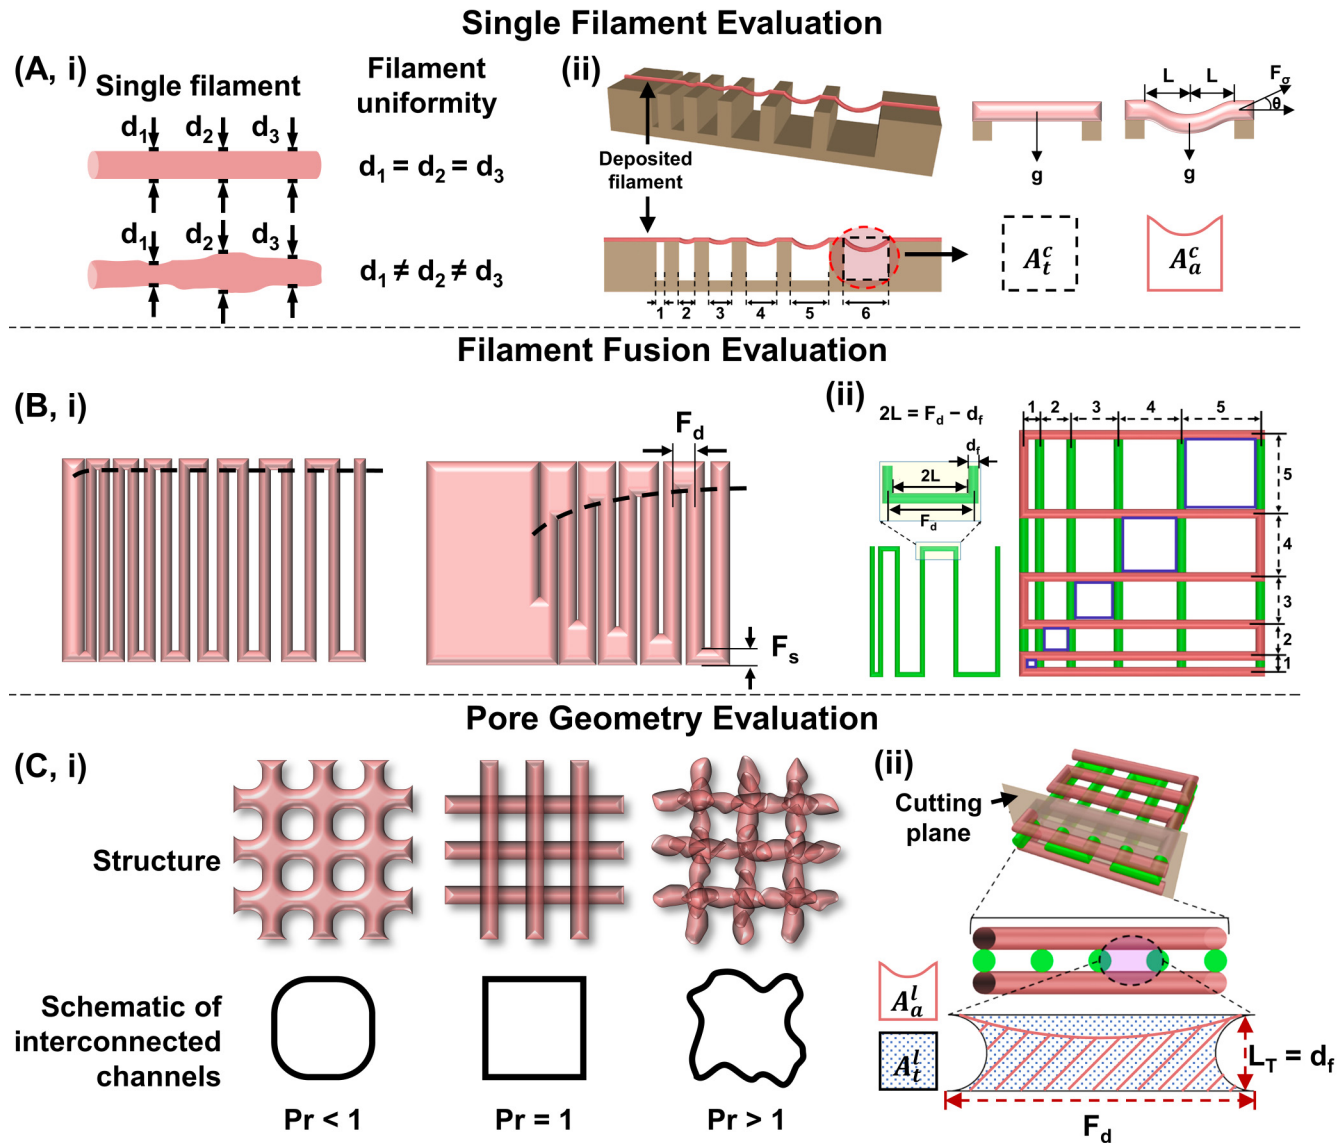 Single Filament Evaluation
(A, i)
Single filament
Filament
uniformity
d1 d2 d3
d1 = d2 = d3
d1 d2 d3
d1 ≠ d2 ≠ d3
(ii)
Deposited
filament
1 2 3 4 5 6
g
L L
Fσ
θ
g
A_t^c
A_a^c
Filament Fusion Evaluation
(B, i)
Fd
Fs
(ii)
2L = Fd – df
df
2L
Fd
1 2 3 4 5
5
4
3
2
1
Pore Geometry Evaluation
(C, i)
Structure
Schematic of
interconnected
channels
Pr < 1
Pr = 1
Pr > 1
(ii)
Cutting
plane
A_a^l
A_t^l
LT = df
Fd